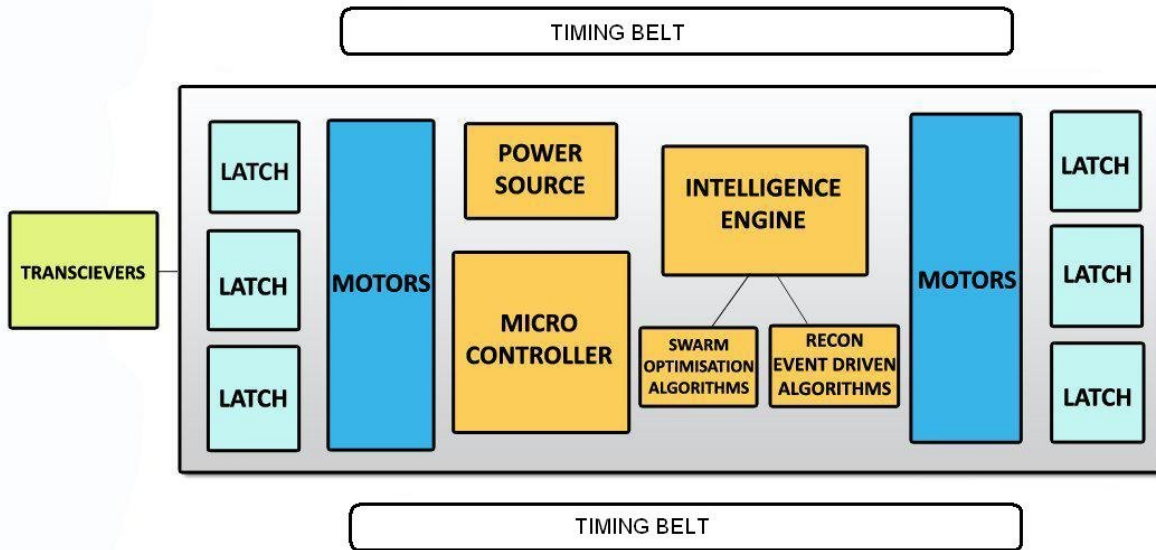 TIMING BELT
LATCH
LATCH
LATCH
TRANSCIEVERS
MOTORS
POWER
SOURCE
MICRO
CONTROLLER
INTELLIGENCE
ENGINE
SWARM
OPTIMISATION
ALGORITHMS
RECON
EVENT DRIVEN
ALGORITHMS
MOTORS
LATCH
LATCH
LATCH
TIMING BELT